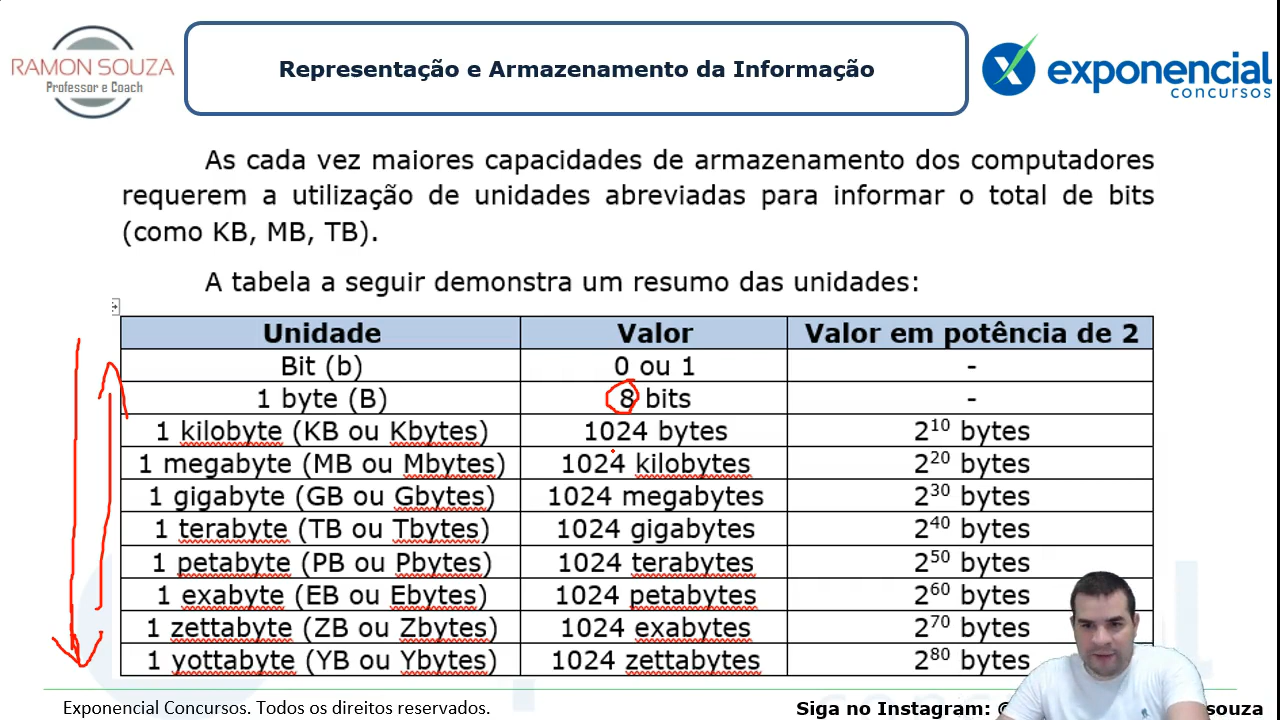 RAMON SOUZA
Professor e Coach
Representação e Armazenamento da Informação
exponencial
concursos
As cada vez maiores capacidades de armazenamento dos computadores
requerem a utilização de unidades abreviadas para informar o total de bits
(como KB, MB, TB).
A tabela a seguir demonstra um resumo das unidades:
Unidade Valor Valor em potência de 2
Bit (b) 0 ou 1 -
1 byte (B) 8 bits -
1 kilobyte (KB ou Kbytes) 1024 bytes 2¹⁰ bytes
1 megabyte (MB ou Mbytes) 1024 kilobytes 2²⁰ bytes
1 gigabyte (GB ou Gbytes) 1024 megabytes 2³⁰ bytes
1 terabyte (TB ou Tbytes) 1024 gigabytes 2⁴⁰ bytes
1 petabyte (PB ou Pbytes) 1024 terabytes 2⁵⁰ bytes
1 exabyte (EB ou Ebytes) 1024 petabytes 2⁶⁰ bytes
1 zettabyte (ZB ou Zbytes) 1024 exabytes 2⁷⁰ bytes
1 yottabyte (YB ou Ybytes) 1024 zettabytes 2⁸⁰ bytes
Exponencial Concursos. Todos os direitos reservados.
Siga no Instagram: souza